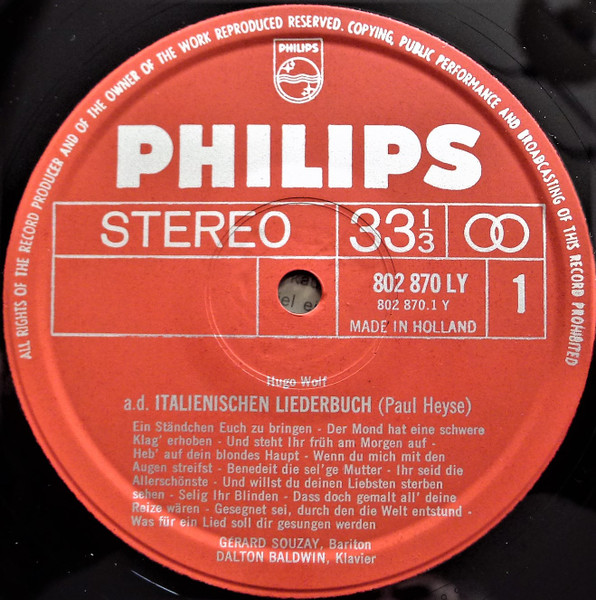 ALL RIGHTS OF THE RECORD PRODUCER AND OF THE OWNER OF THE WORK REPRODUCED RESERVED. COPYING, PUBLIC PERFORMANCE AND BROADCASTING OF THIS RECORD PROHIBITED
PHILIPS
PHILIPS
STEREO 33 1/3
802 870 LY 1
802 870.1 Y
MADE IN HOLLAND
Hugo Wolf
a.d. ITALIENISCHEN LIEDERBUCH (Paul Heyse)
Ein Ständchen Euch zu bringen - Der Mond hat eine schwere
Klag' erhoben - Und steht Ihr früh am Morgen auf -
Heb' auf dein blondes Haupt - Wenn du mich mit den
Augen streifst - Benedeit die sel'ge Mutter - Ihr seid die
Allerschönste - Und willst du deinen Liebsten sterben
sehen - Selig Ihr Blinden - Dass doch gemalt all' deine
Reize wären - Gesegnet sei, durch den die Welt entstund -
Was für ein Lied soll dir gesungen werden
GERARD SOUZAY, Bariton
DALTON BALDWIN, Klavier